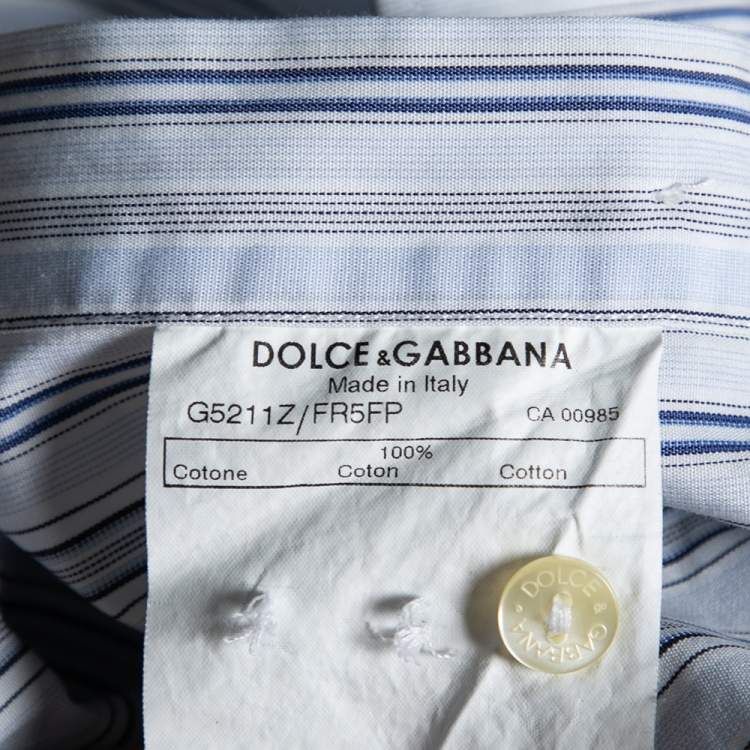 DOLCE & GABBANA
Made in Italy
G5211Z/FR5FP CA 00985
100%
Cotone Coton Cotton
DOLCE & GABBANA